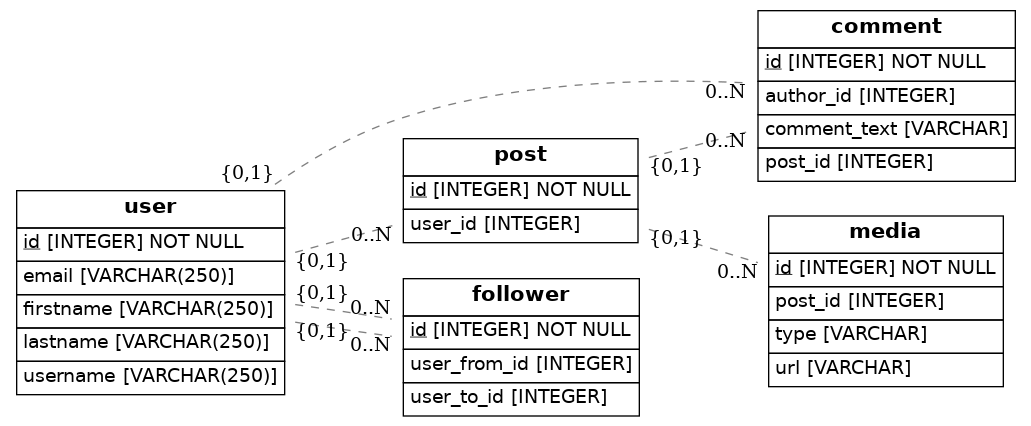 comment
id [INTEGER] NOT NULL
author_id [INTEGER]
comment_text [VARCHAR]
post_id [INTEGER]
0..N
0..N
{0,1}
post
id [INTEGER] NOT NULL
user_id [INTEGER]
0..N
{0,1}
{0,1}
0..N
user
id [INTEGER] NOT NULL
email [VARCHAR(250)]
firstname [VARCHAR(250)]
lastname [VARCHAR(250)]
username [VARCHAR(250)]
{0,1}
{0,1}
{0,1}
0..N
0..N
follower
id [INTEGER] NOT NULL
user_from_id [INTEGER]
user_to_id [INTEGER]
media
id [INTEGER] NOT NULL
post_id [INTEGER]
type [VARCHAR]
url [VARCHAR]